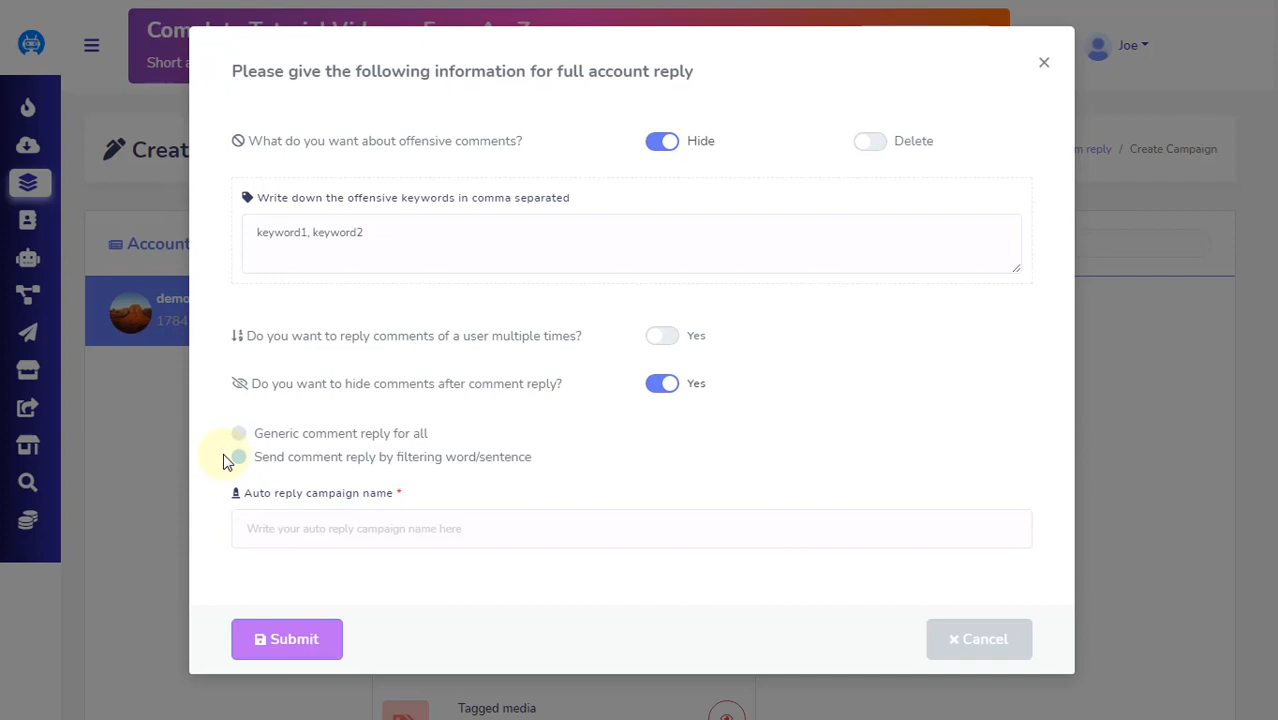 Short a
Joe
Please give the following information for full account reply
What do you want about offensive comments?
Hide
Delete
Creat
m reply / Create Campaign
Write down the offensive keywords in comma separated
keyword1, keyword2
Account
demo
1784
Do you want to reply comments of a user multiple times?
Yes
Do you want to hide comments after comment reply?
Yes
Generic comment reply for all
Send comment reply by filtering word/sentence
Auto reply campaign name *
Write your auto reply campaign name here
Submit
Cancel
Tagged media